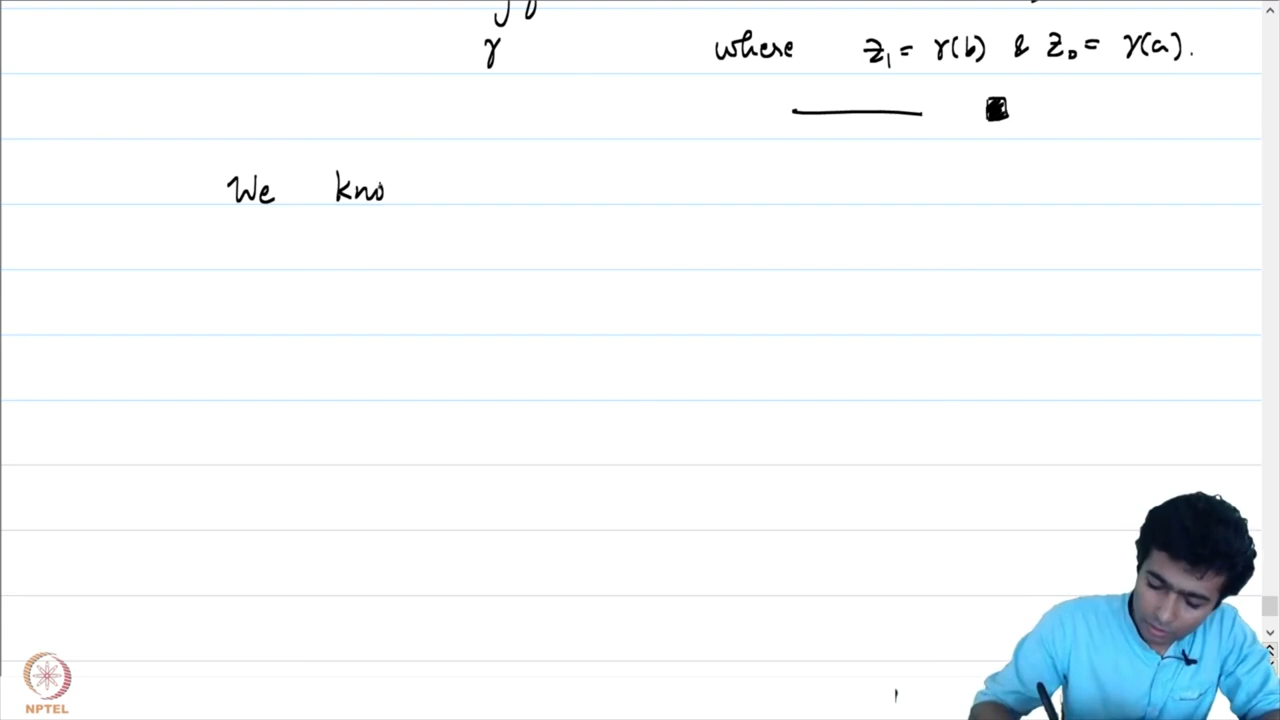 γ where z₁ = γ(b) & z₀ = γ(a).
We kno
NPTEL